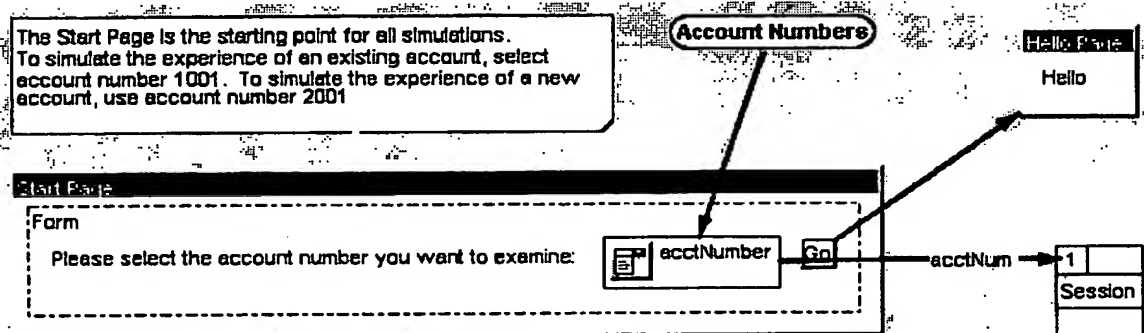 The Start Page is the starting point for all simulations.
To simulate the experience of an existing account, select
account number 1001. To simulate the experience of a new
account, use account number 2001
Account Numbers
Hello Page
Hello
Start Page
Form
Please select the account number you want to examine:
acctNumber
Go
acctNum
1
Session